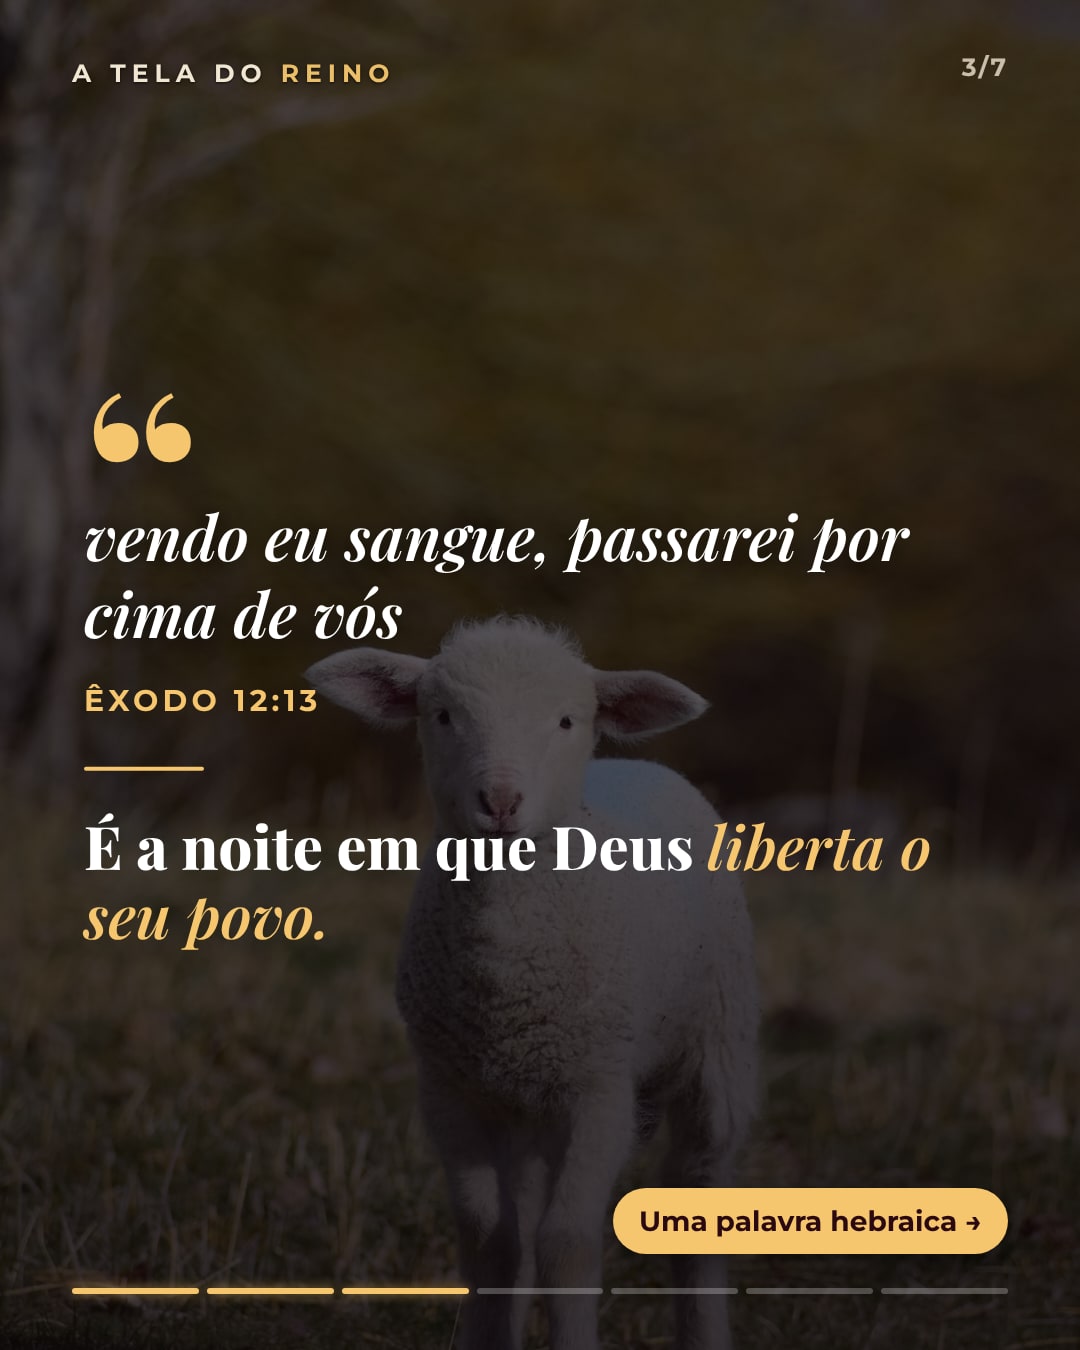 A TELA DO REINO
3/7
“
vendo eu sangue, passarei por
cima de vós
ÊXODO 12:13
É a noite em que Deus liberta o
seu povo.
Uma palavra hebraica →